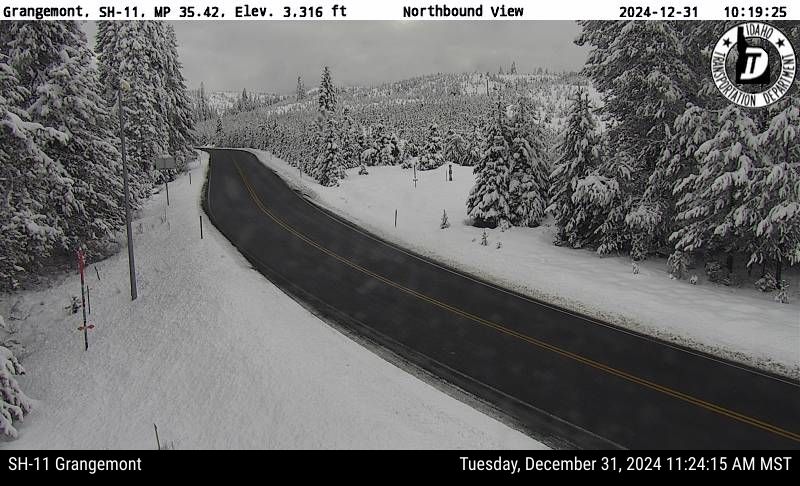 Grangemont, SH-11, MP 35.42, Elev. 3,316 ft Northbound View 2024-12-31 10:19:25
IDAHO
TRANSPORTATION DEPARTMENT
SH-11 Grangemont Tuesday, December 31, 2024 11:24:15 AM MST